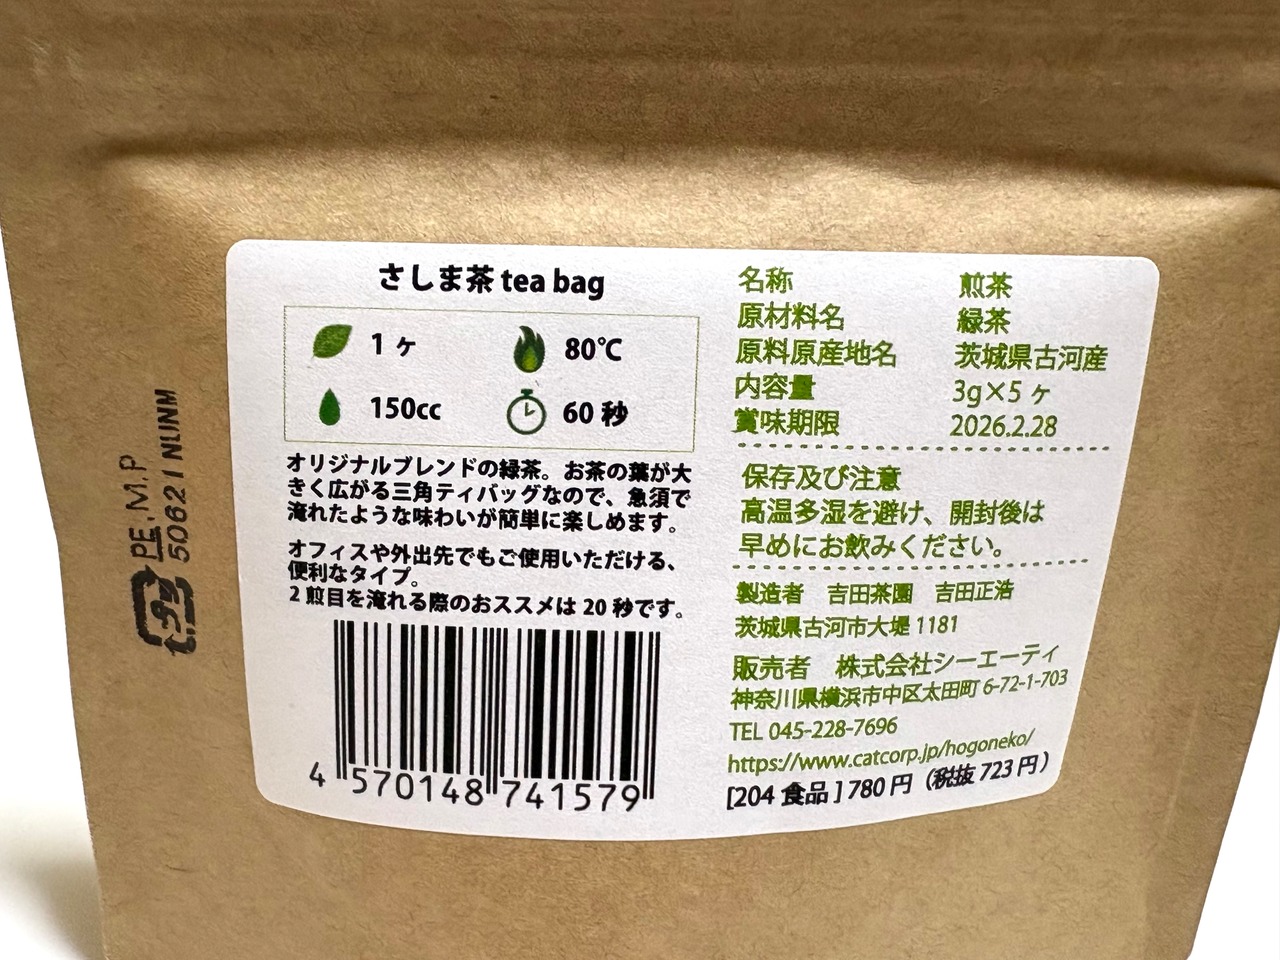 さしま茶 tea bag
1 ヶ
80℃
150cc
60 秒
オリジナルブレンドの緑茶。お茶の葉が大
きく広がる三角ティバッグなので、急須で
淹れたような味わいが簡単に楽しめます。
オフィスや外出先でもご使用いただける、
便利なタイプ。
2 煎目を淹れる際のおススメは 20 秒です。
4 570148 741579
名称 煎茶
原材料名 緑茶
原料原産地名 茨城県古河産
内容量 3g×5 ヶ
賞味期限 2026.2.28
保存及び注意
高温多湿を避け、開封後は
早めにお飲みください。
製造者 吉田茶園 吉田正浩
茨城県古河市大堤 1181
販売者 株式会社シーエーティ
神奈川県横浜市中区太田町 6-72-1-703
TEL 045-228-7696
https://www.catcorp.jp/hogoneko/
[204 食品 ] 780 円（税抜 723 円）
プラ
PE, M, P
50621 NUNM